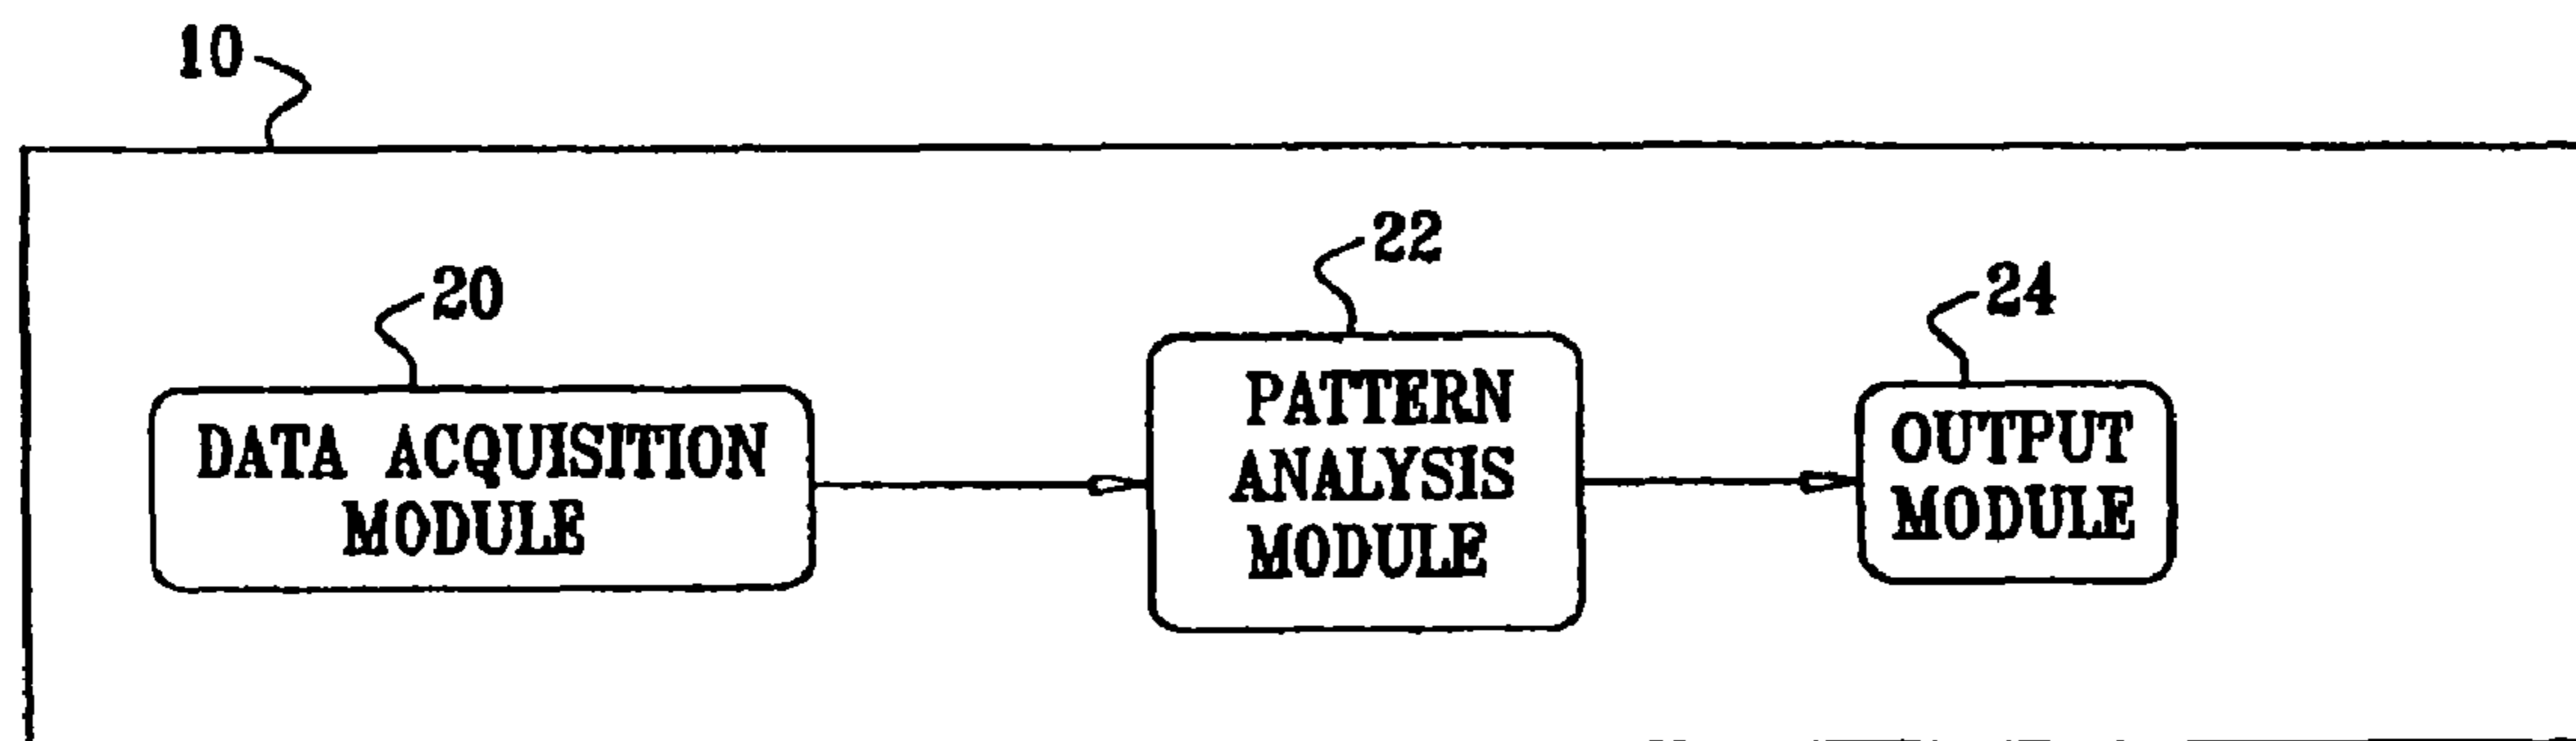 10
22
20
24
DATA ACQUISITION
MODULE
PATTERN
ANALYSIS
MODULE
OUTPUT
MODULE